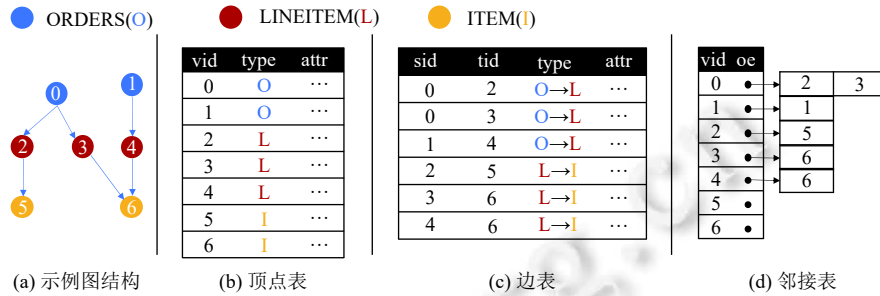 ORDERS(O) LINEITEM(L) ITEM(I)
0 1
2 3 4
5 6
vid type attr
0 O ⋯
1 O ⋯
2 L ⋯
3 L ⋯
4 L ⋯
5 I ⋯
6 I ⋯
sid tid type attr
0 2 O→L ⋯
0 3 O→L ⋯
1 4 O→L ⋯
2 5 L→I ⋯
3 6 L→I ⋯
4 6 L→I ⋯
vid oe
0 2 3
1 1
2 5
3 6
4 6
5
6
(a) 示例图结构 (b) 顶点表 (c) 边表 (d) 邻接表